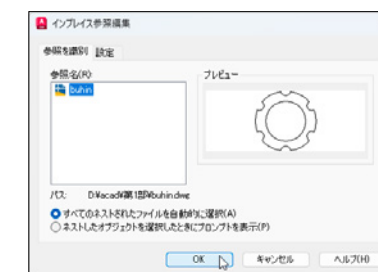 インプレイス参照編集
参照を識別 設定
参照名(R)
プレビュー
buhin
パス: D:¥acad¥第1部¥buhin.dwg
すべてのネストされたファイルを自動的に選択(A)
ネストしたオブジェクトを選択したときにプロンプトを表示(P)
OK キャンセル ヘルプ(H)